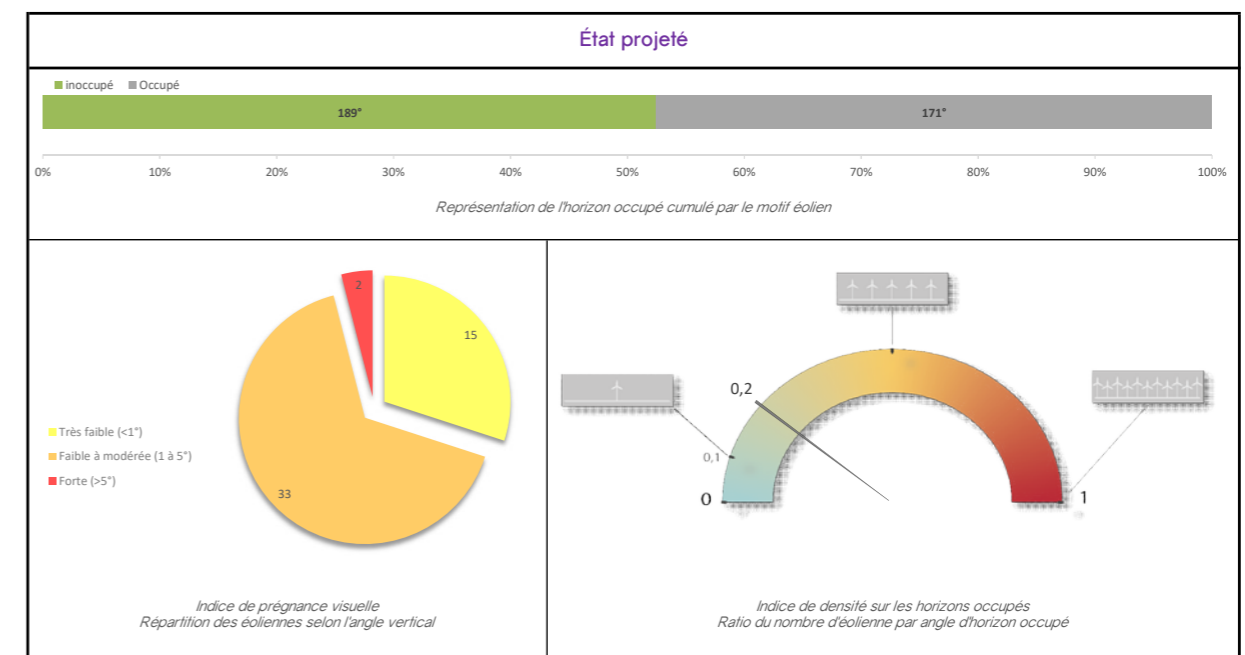 État projeté
inoccupé Occupé
189° 171°
0% 10% 20% 30% 40% 50% 60% 70% 80% 90% 100%
Représentation de l'horizon occupé cumulé par le motif éolien
2
15
33
Très faible (<1°)
Faible à modérée (1 à 5°)
Forte (>5°)
Indice de prégnance visuelle
Répartition des éoliennes selon l'angle vertical
0,2
0,1
0
1
Indice de densité sur les horizons occupés
Ratio du nombre d'éolienne par angle d'horizon occupé